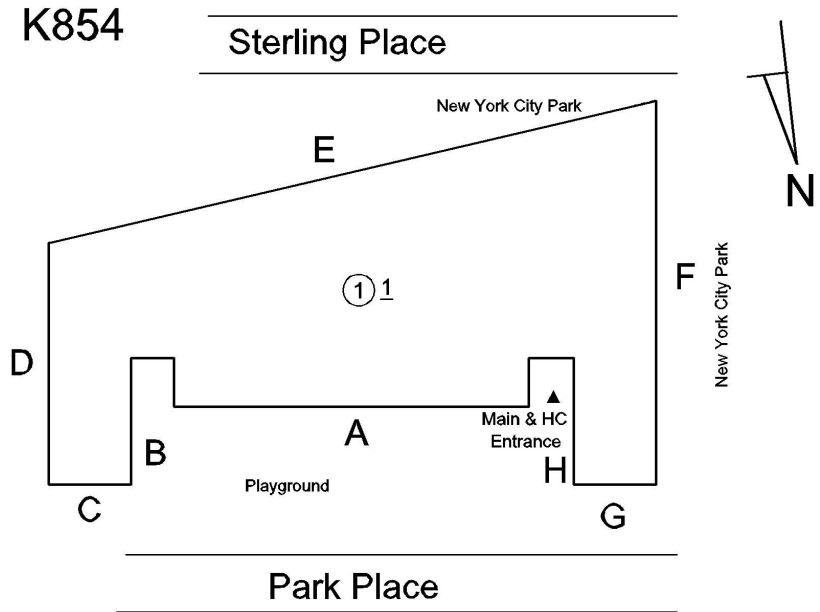 K854
Sterling Place
New York City Park
E
N
F
New York City Park
1 1
D
Main & HC
Entrance
A
B
H
Playground
C
G
Park Place